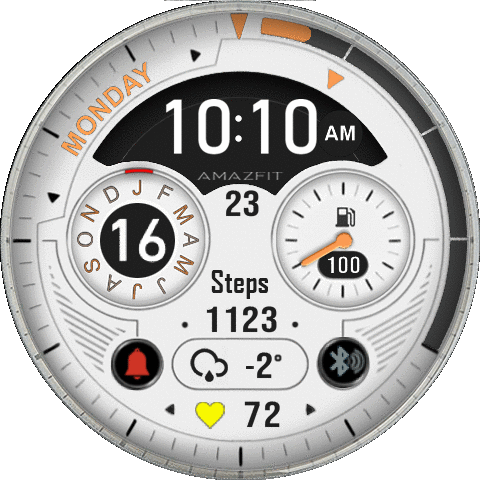 MONDAY
10:10 AM
AMAZFIT
23
J F M A M J J A S O N D
16
100
Steps
1123
-2°
72